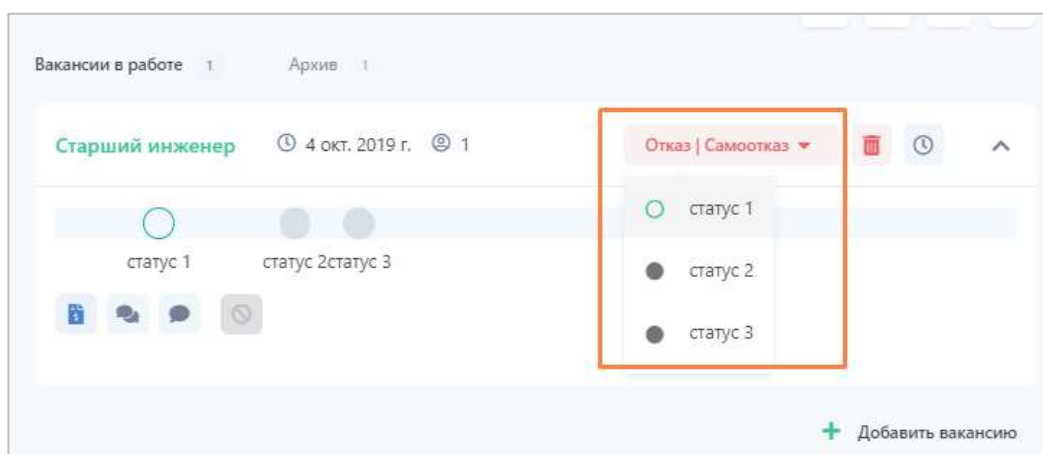 Вакансии в работе 1 Архив 1
Старший инженер 4 окт. 2019 г. 1 Отказ | Самоотказ
статус 1
статус 1 статус 2статус 3
статус 2
статус 3
Добавить вакансию